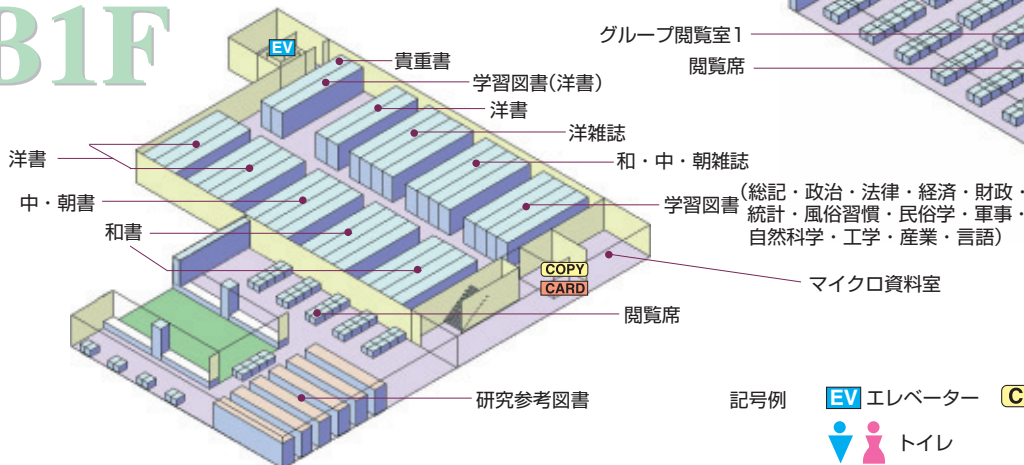 B1F
EV
貴重書
学習図書(洋書)
洋書
洋雑誌
和・中・朝雑誌
学習図書
(総記・政治・法律・経済・財政・
統計・風俗習慣・民俗学・軍事・
自然科学・工学・産業・言語)
マイクロ資料室
洋書
中・朝書
和書
COPY
CARD
閲覧席
研究参考図書
グループ閲覧室1
閲覧席
記号例
EV エレベーター
C
トイレ